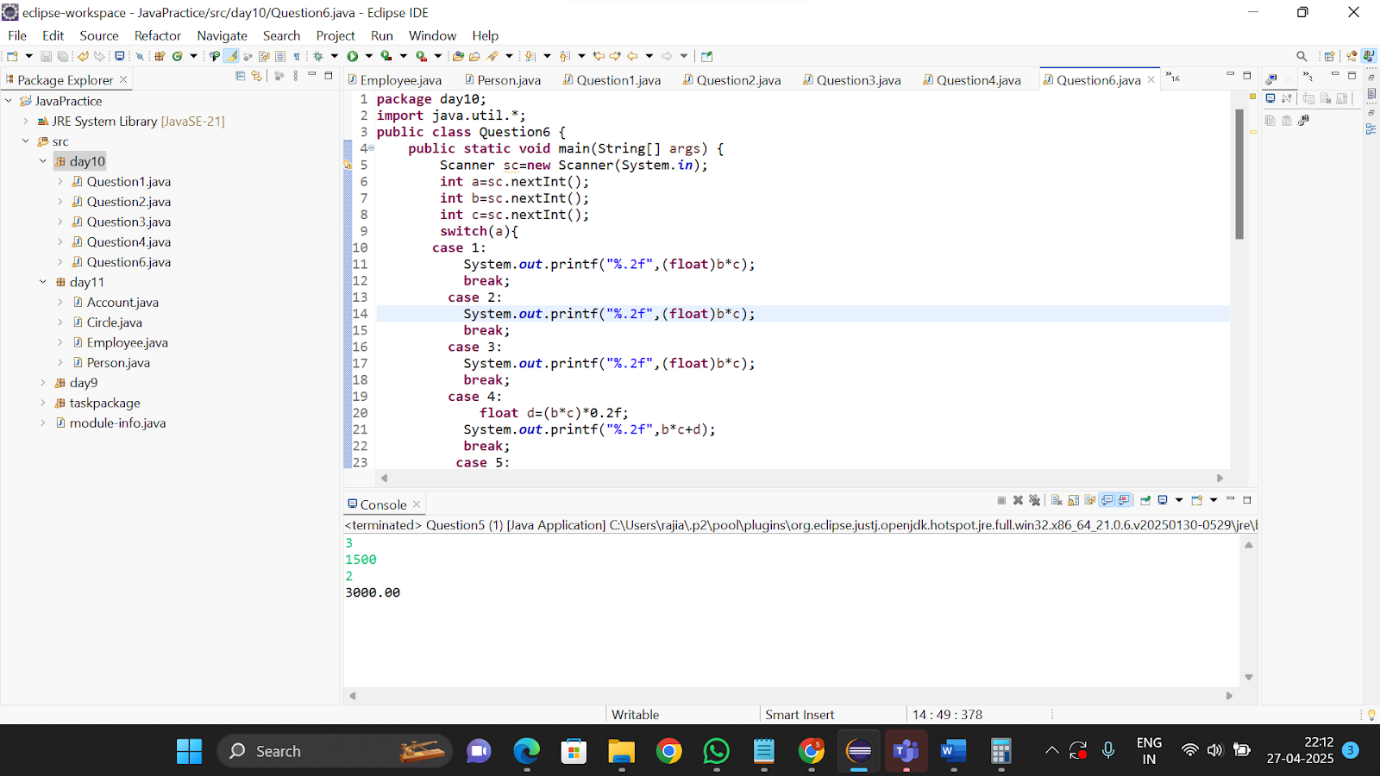 eclipse-workspace - JavaPractice/src/day10/Question6.java - Eclipse IDE
File Edit Source Refactor Navigate Search Project Run Window Help
Package Explorer
JavaPractice
JRE System Library [JavaSE-21]
src
day10
Question1.java
Question2.java
Question3.java
Question4.java
Question6.java
day11
Account.java
Circle.java
Employee.java
Person.java
day9
taskpackage
module-info.java
Employee.java Person.java Question1.java Question2.java Question3.java Question4.java Question6.java 16
1 package day10;
2 import java.util.*;
3 public class Question6 {
4 public static void main(String[] args) {
5 Scanner sc=new Scanner(System.in);
6 int a=sc.nextInt();
7 int b=sc.nextInt();
8 int c=sc.nextInt();
9 switch(a){
10 case 1:
11 System.out.printf("%.2f",(float)b*c);
12 break;
13 case 2:
14 System.out.printf("%.2f",(float)b*c);
15 break;
16 case 3:
17 System.out.printf("%.2f",(float)b*c);
18 break;
19 case 4:
20 float d=(b*c)*0.2f;
21 System.out.printf("%.2f",b*c+d);
22 break;
23 case 5:
Console
<terminated> Question5 (1) [Java Application] C:\Users\rajia\.p2\pool\plugins\org.eclipse.justj.openjdk.hotspot.jre.full.win32.x86_64_21.0.6.v20250130-0529\jre\
3
1500
2
3000.00
Writable Smart Insert 14 : 49 : 378
Search
ENG
IN
22:12
27-04-2025
3